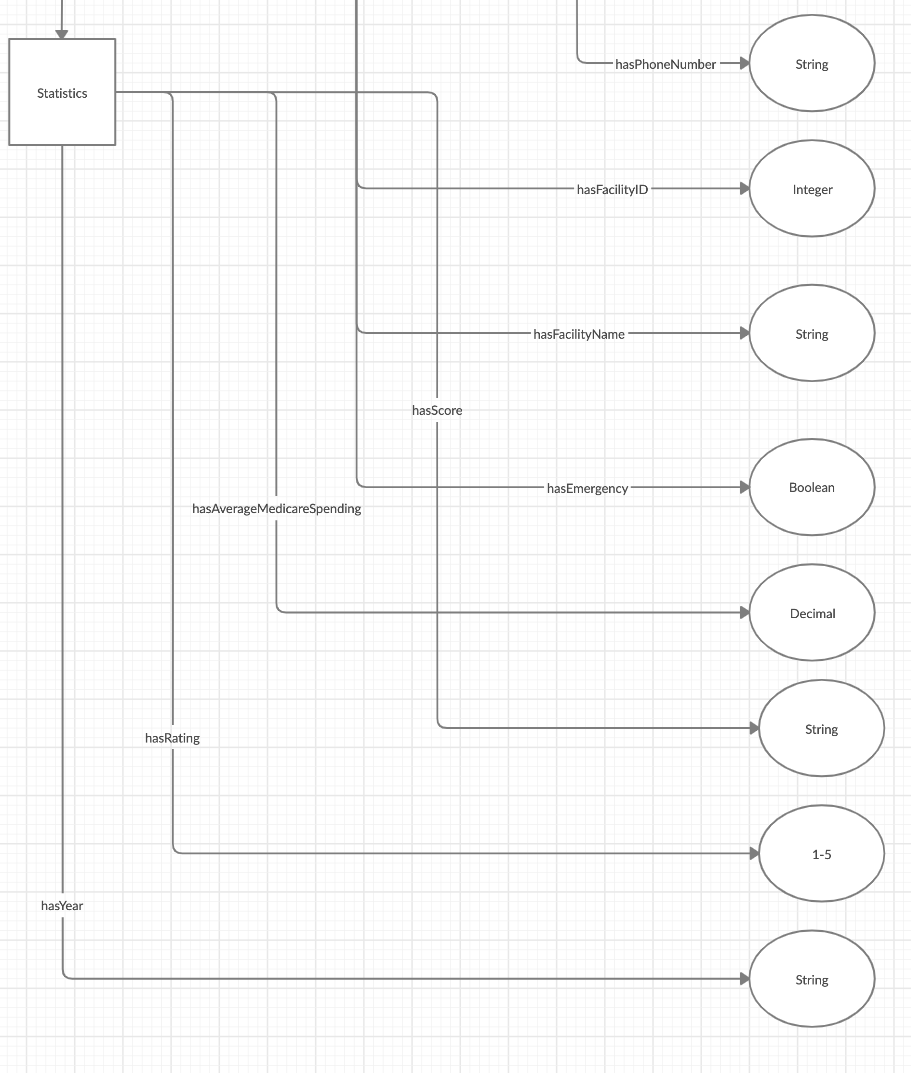 hasPhoneNumber
String
Statistics
hasFacilityID
Integer
hasFacilityName
String
hasScore
hasEmergency
Boolean
hasAverageMedicareSpending
Decimal
String
hasRating
1-5
hasYear
String